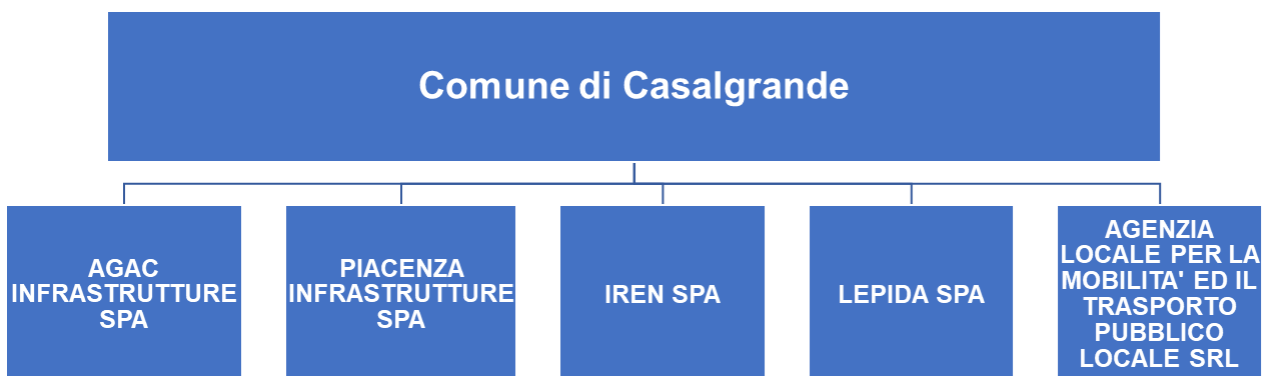 Comune di Casalgrande
AGAC
INFRASTRUTTURE
SPA
PIACENZA
INFRASTRUTTURE
SPA
IREN SPA
LEPIDA SPA
AGENZIA
LOCALE PER LA
MOBILITA' ED IL
TRASPORTO
PUBBLICO
LOCALE SRL